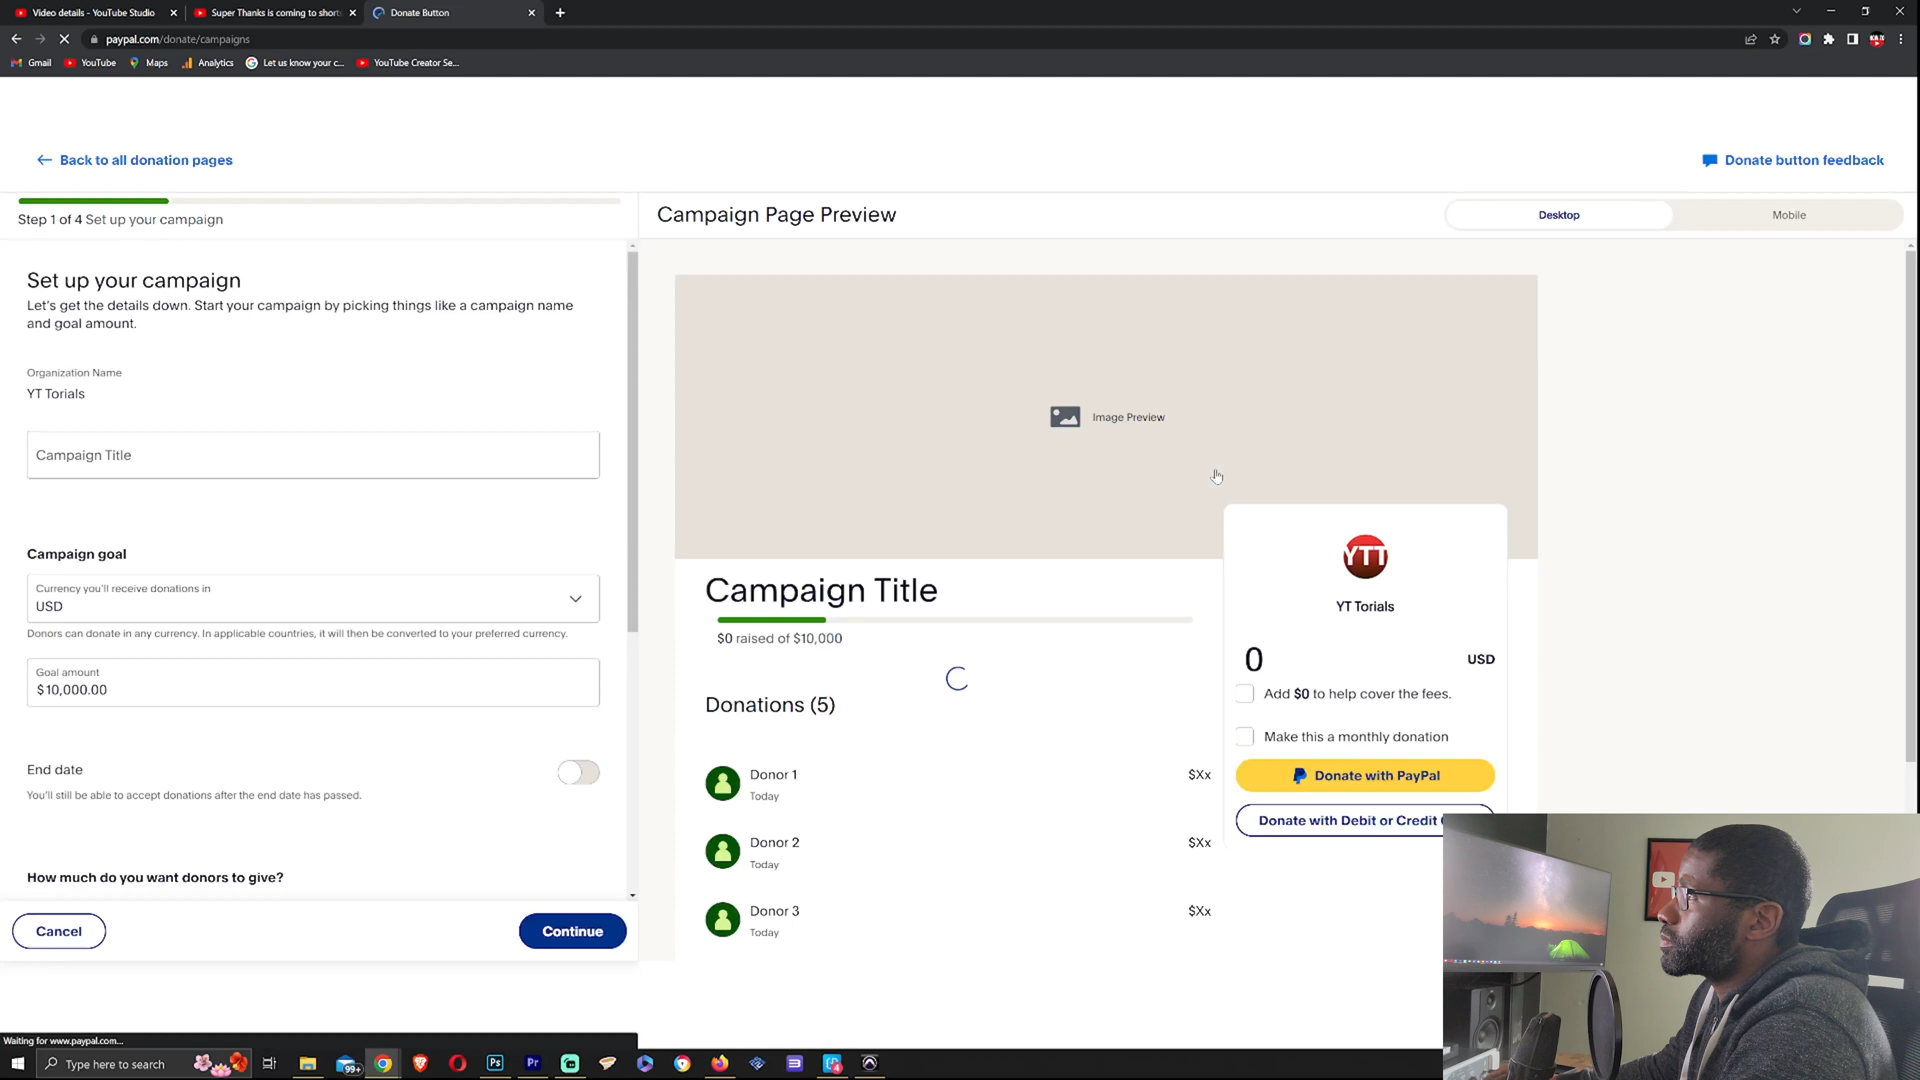 Video details - YouTube Studio
Super Thanks is coming to shorts
Donate Button
paypal.com/donate/campaigns
Gmail
YouTube
Maps
Analytics
Let us know your c...
YouTube Creator Se...
Back to all donation pages
Donate button feedback
Step 1 of 4 Set up your campaign
Campaign Page Preview
Desktop
Mobile
Set up your campaign
Let's get the details down. Start your campaign by picking things like a campaign name
and goal amount.
Organization Name
YT Torials
Campaign Title
Campaign goal
Currency you'll receive donations in
USD
Donors can donate in any currency. In applicable countries, it will then be converted to your preferred currency.
Goal amount
$10,000.00
End date
You'll still be able to accept donations after the end date has passed.
How much do you want donors to give?
Cancel
Continue
Image Preview
Campaign Title
$0 raised of $10,000
Donations (5)
Donor 1
Today
$Xx
Donor 2
Today
$Xx
Donor 3
Today
$Xx
YTT
YT Torials
0
USD
Add $0 to help cover the fees.
Make this a monthly donation
Donate with PayPal
Donate with Debit or Credit
Waiting for www.paypal.com...
Type here to search
99+
Ps
Pr
4